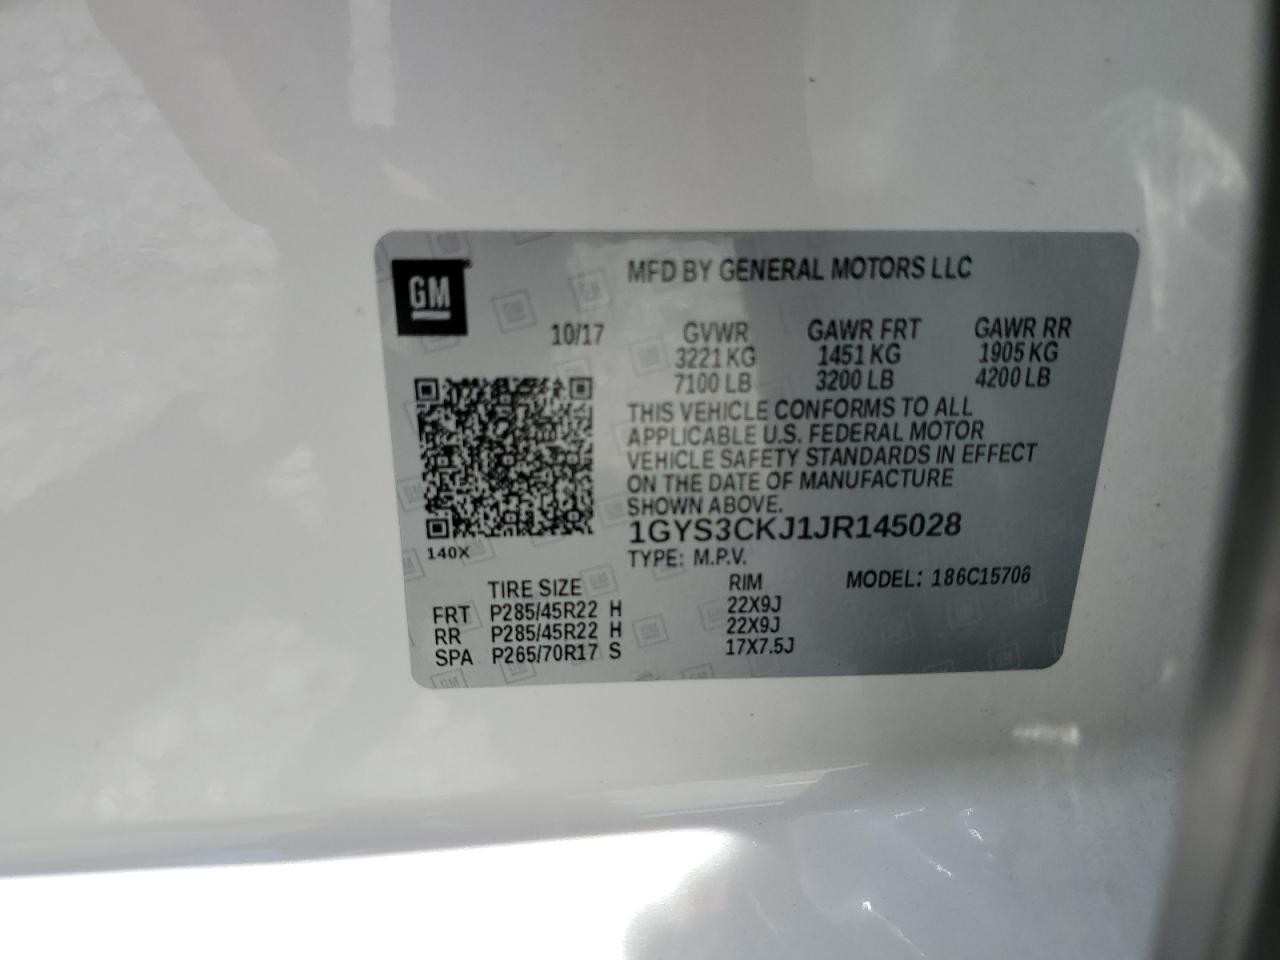 GM
MFD BY GENERAL MOTORS LLC
10/17 GVWR GAWR FRT GAWR RR
3221 KG 1451 KG 1905 KG
7100 LB 3200 LB 4200 LB
THIS VEHICLE CONFORMS TO ALL
APPLICABLE U.S. FEDERAL MOTOR
VEHICLE SAFETY STANDARDS IN EFFECT
ON THE DATE OF MANUFACTURE
SHOWN ABOVE.
1GYS3CKJ1JR145028
140X
TYPE: M.P.V.
TIRE SIZE RIM MODEL: 186C15706
FRT P285/45R22 H 22X9J
RR P285/45R22 H 22X9J
SPA P265/70R17 S 17X7.5J